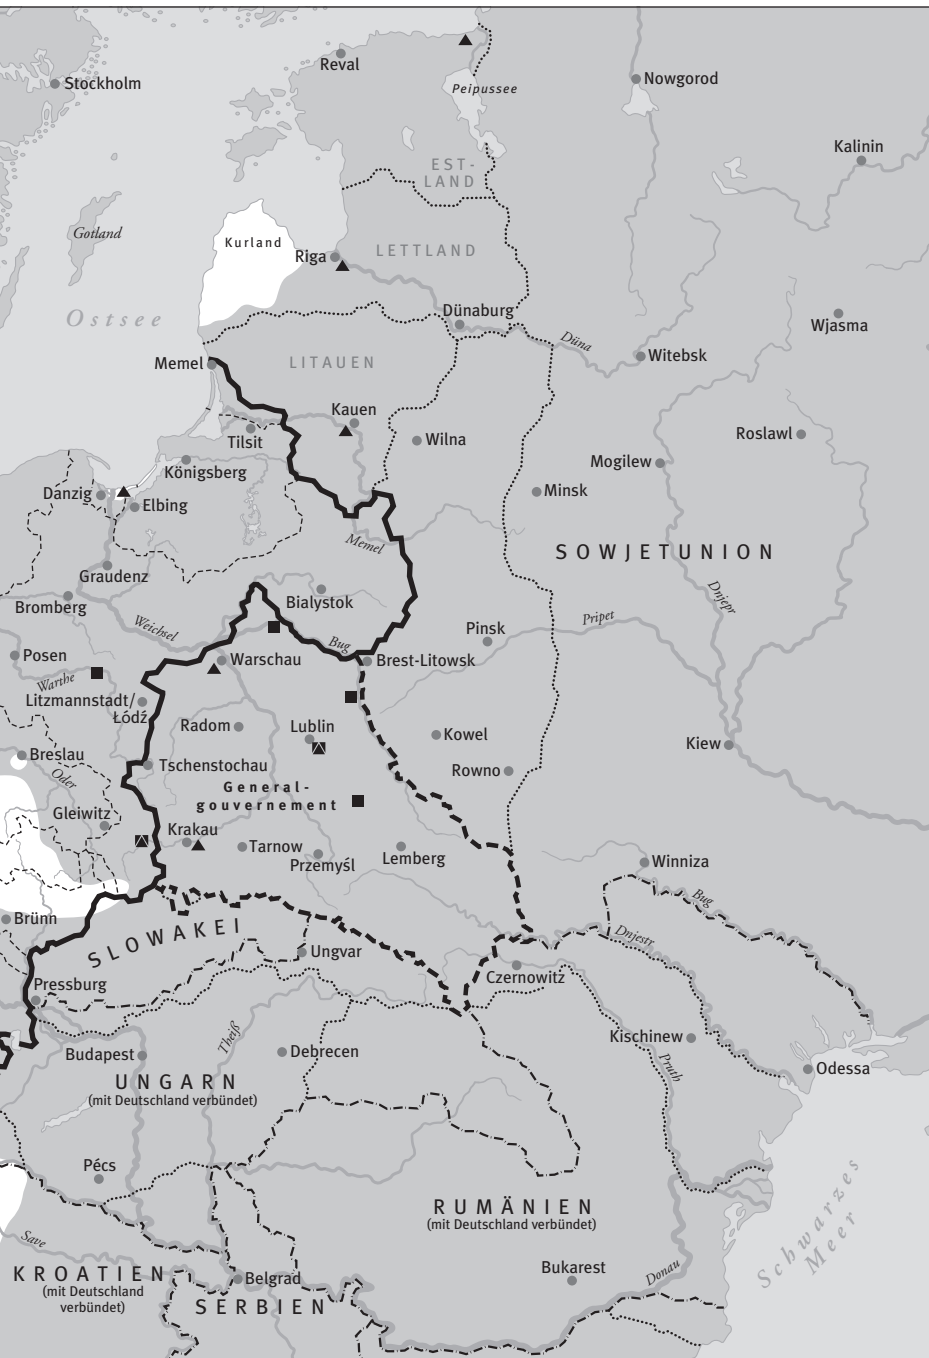 Reval
Stockholm
Nowgorod
Peipussee
Kalinin
EST-
LAND
Gotland
Kurland
LETTLAND
Riga
Ostsee
Dünaburg
Wjasma
Düna
Witebsk
Memel
LITAUEN
Kauen
Tilsit
Wilna
Roslawl
Mogilew
Königsberg
Danzig
Elbing
Minsk
Memel
SOWJETUNION
Graudenz
Bialystok
Dnjepr
Bromberg
Weichsel
Pripet
Pinsk
Bug
Posen
Warschau
Brest-Litowsk
Warthe
Litzmannstadt/
Łódź
Radom
Lublin
Kowel
Kiew
Breslau
Tschenstochau
Rowno
Oder
General-
gouvernement
Gleiwitz
Krakau
Tarnow
Przemyśl
Lemberg
Winniza
Bug
Brünn
SLOWAKEI
Dnjestr
Ungvar
Czernowitz
Pressburg
Theiß
Kischinew
Budapest
Debrecen
Pruth
Odessa
UNGARN
(mit Deutschland verbündet)
Pécs
RUMÄNIEN
(mit Deutschland verbündet)
Schwarzes
Meer
Save
KROATIEN
(mit Deutschland
verbündet)
Belgrad
Bukarest
Donau
SERBIEN